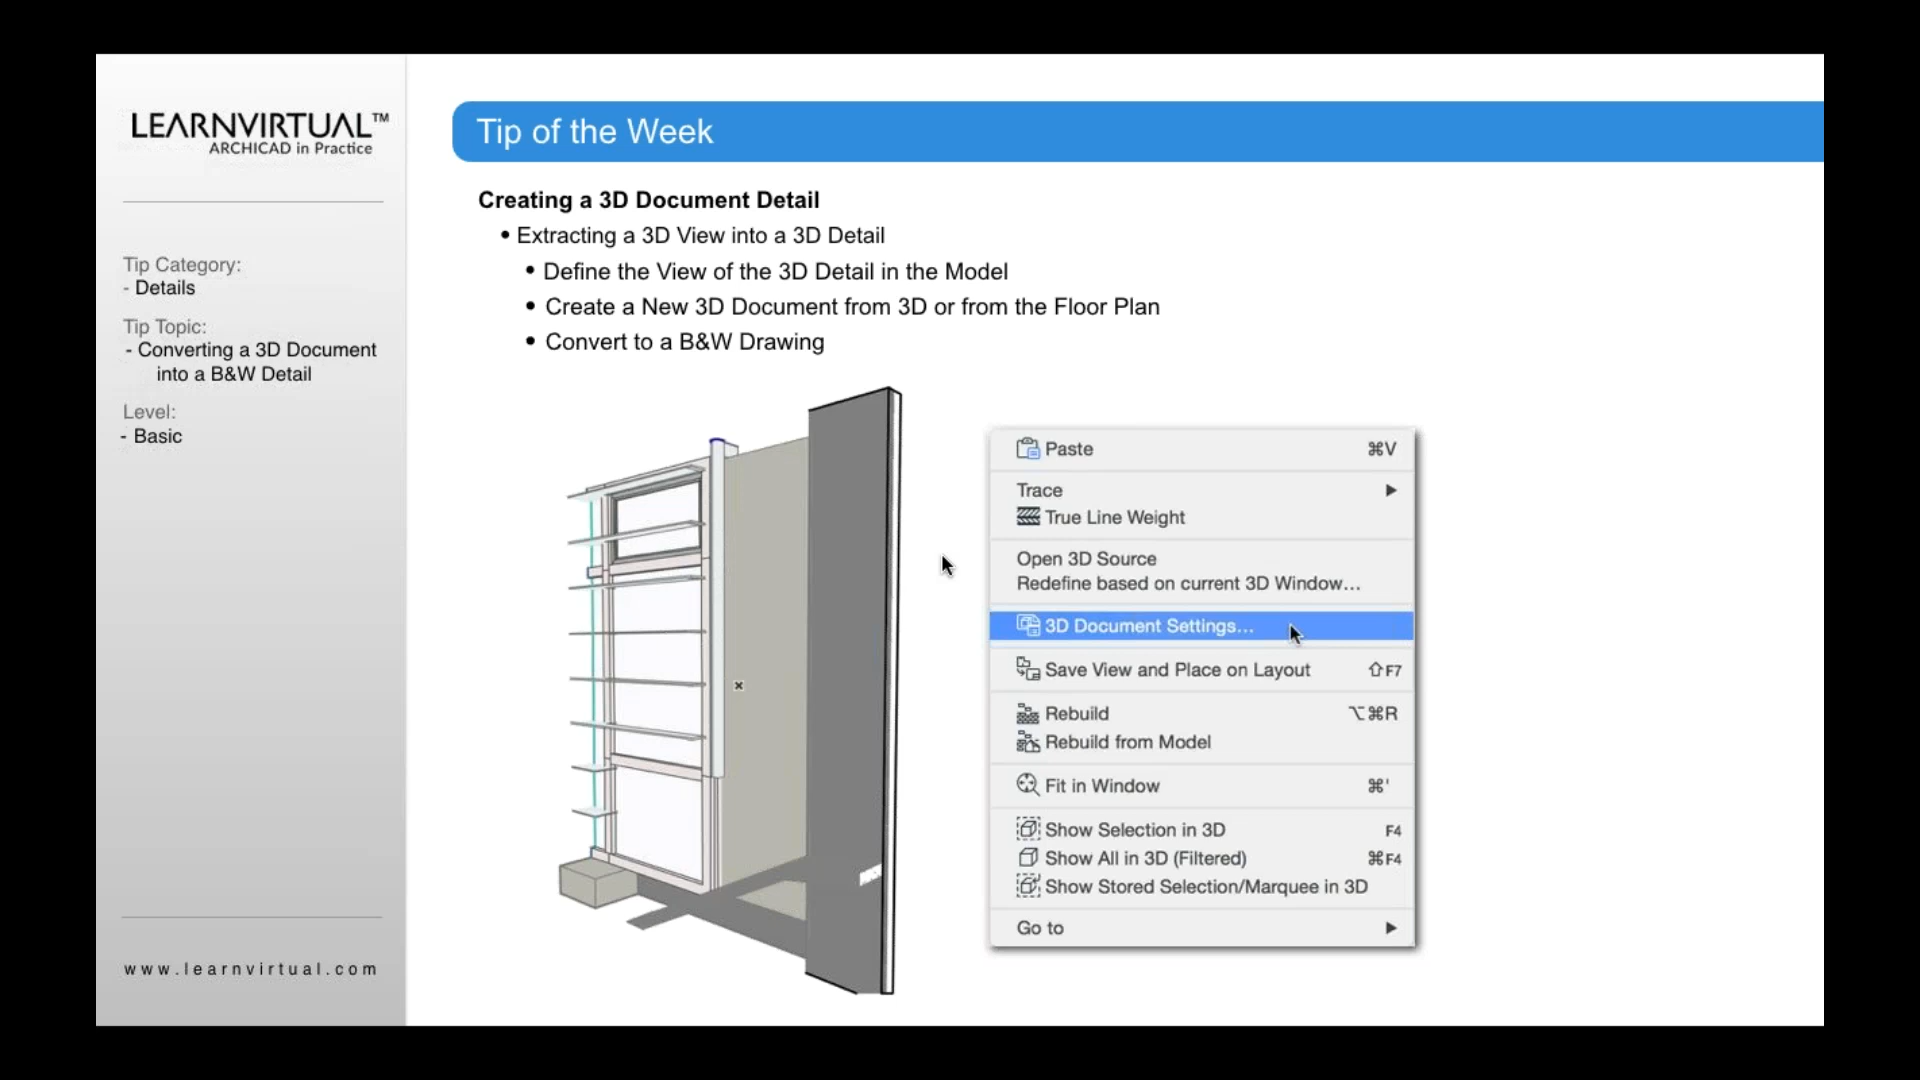 LEARNVIRTUAL™
ARCHICAD in Practice
Tip Category:
- Details
Tip Topic:
- Converting a 3D Document
into a B&W Detail
Level:
- Basic
www.learnvirtual.com
Tip of the Week
Creating a 3D Document Detail
• Extracting a 3D View into a 3D Detail
• Define the View of the 3D Detail in the Model
• Create a New 3D Document from 3D or from the Floor Plan
• Convert to a B&W Drawing
Paste ⌘V
Trace ▶
True Line Weight
Open 3D Source
Redefine based on current 3D Window...
3D Document Settings...
Save View and Place on Layout ⇧F7
Rebuild ⌥⌘R
Rebuild from Model
Fit in Window ⌘'
Show Selection in 3D F4
Show All in 3D (Filtered) ⌘F4
Show Stored Selection/Marquee in 3D
Go to ▶